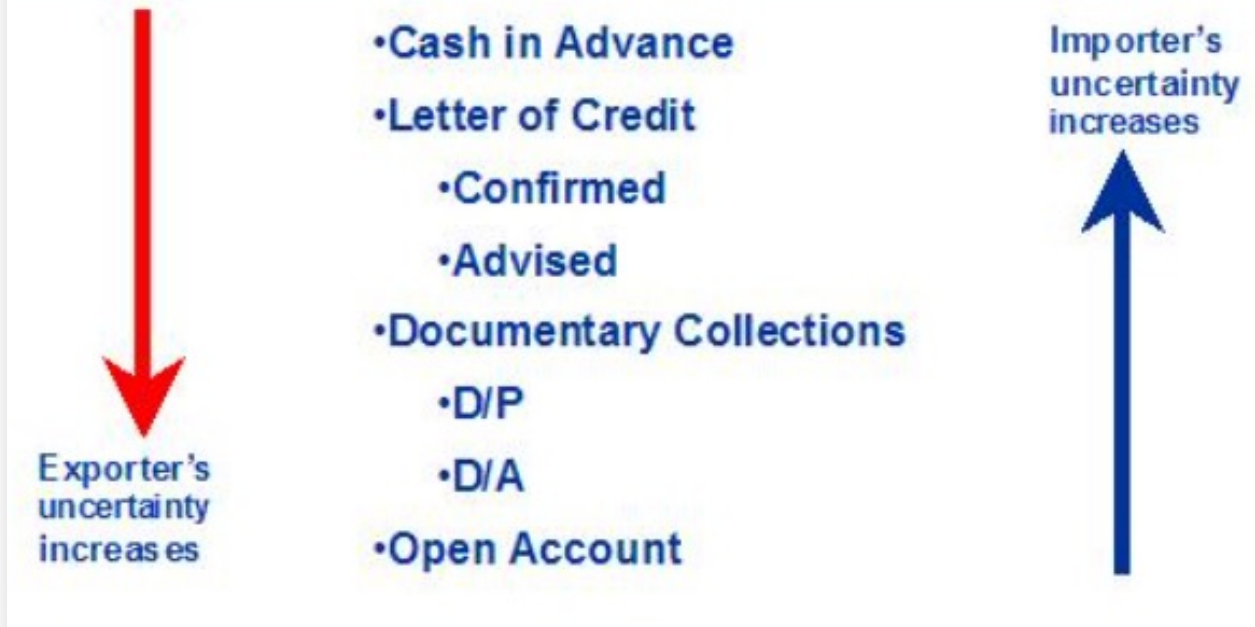 •Cash in Advance
•Letter of Credit
•Confirmed
•Advised
•Documentary Collections
•D/P
•D/A
•Open Account
Exporter's
uncertainty
increases
Importer's
uncertainty
increases